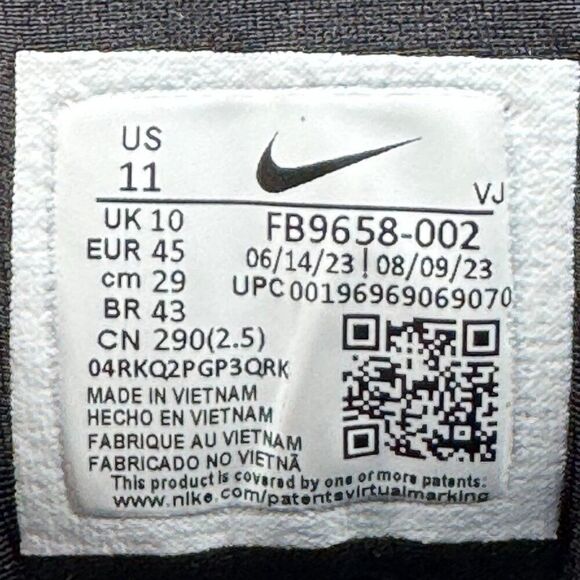 US
11
VJ
UK 10
FB9658-002
EUR 45
06/14/23 | 08/09/23
cm 29
UPC 00196969069070
BR 43
CN 290(2.5)
04RKQ2PGP3QRK
MADE IN VIETNAM
HECHO EN VIETNAM
FABRIQUE AU VIETNAM
FABRICADO NO VIETNÃ
This product is covered by one or more patents.
www.nike.com/patentsvirtualmarking